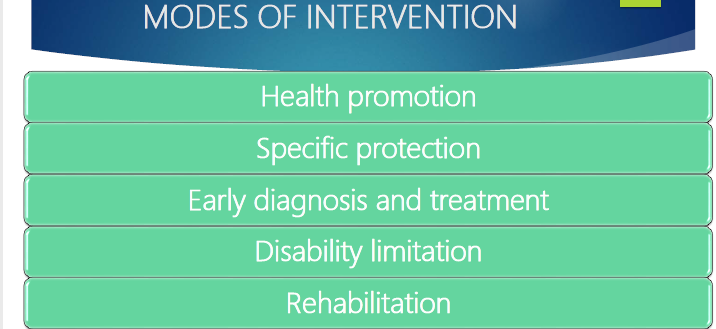 MODES OF INTERVENTION
Health promotion
Specific protection
Early diagnosis and treatment
Disability limitation
Rehabilitation